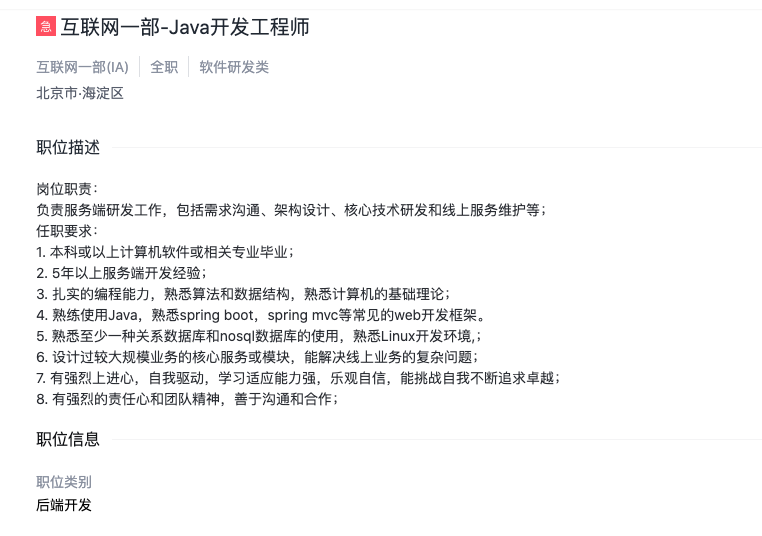 急 互联网一部-Java开发工程师
互联网一部(IA) 全职 软件研发类
北京市·海淀区
职位描述
岗位职责：
负责服务端研发工作，包括需求沟通、架构设计、核心技术研发和线上服务维护等；
任职要求：
1. 本科或以上计算机软件或相关专业毕业；
2. 5年以上服务端开发经验；
3. 扎实的编程能力，熟悉算法和数据结构，熟悉计算机的基础理论；
4. 熟练使用Java，熟悉spring boot，spring mvc等常见的web开发框架。
5. 熟悉至少一种关系数据库和nosql数据库的使用，熟悉Linux开发环境,；
6. 设计过较大规模业务的核心服务或模块，能解决线上业务的复杂问题；
7. 有强烈上进心，自我驱动，学习适应能力强，乐观自信，能挑战自我不断追求卓越；
8. 有强烈的责任心和团队精神，善于沟通和合作；
职位信息
职位类别
后端开发